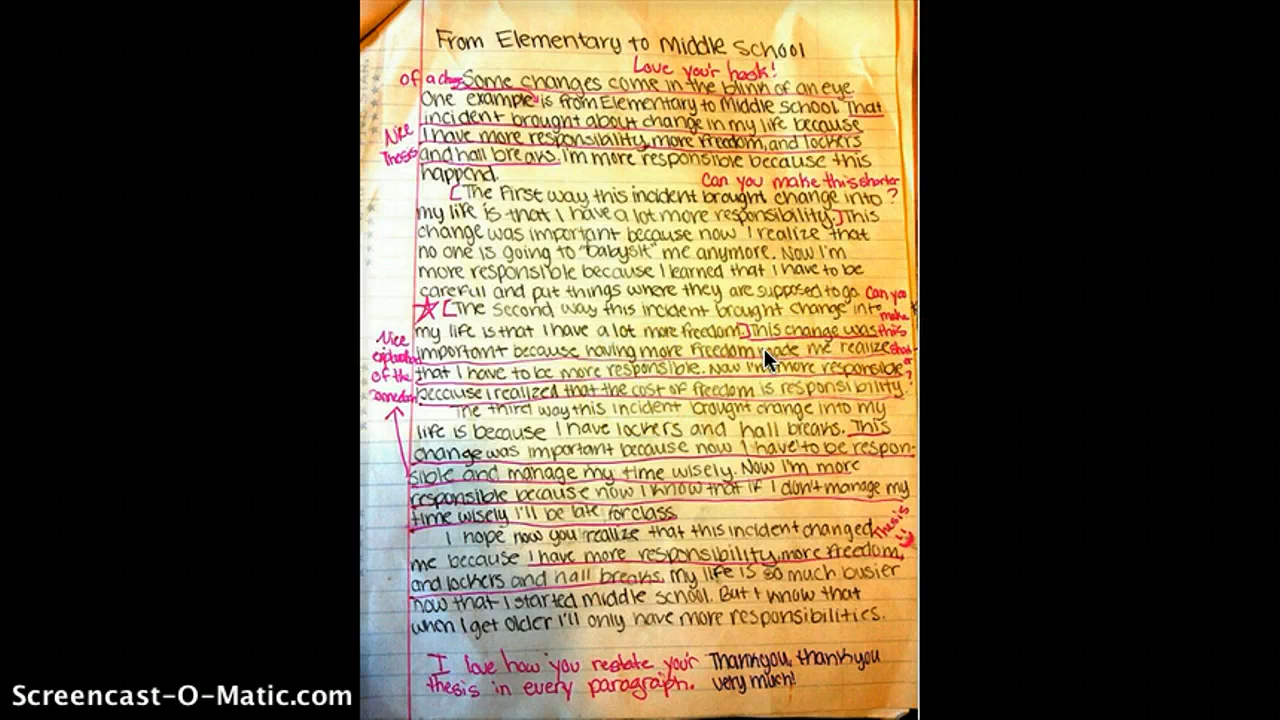 From Elementary to Middle School
Love your hook!
of a change Some changes come in the blink of an eye.
One example is from Elementary to Middle School. That
incident brought about change in my life because
Nice Thesis
I have more responsibility, more freedom, and lockers
and hall breaks. I'm more responsible because this
happend.
Can you make this shorter?
[The First way this incident brought change into
my life is that I have a lot more responsibility.] This
change was important because now I realize that
no one is going to "babysit" me anymore. Now I'm
more responsible because I learned that I have to be
careful and put things where they are supposed to go.
Can you make this shorter?
[The Second way this incident brought change into
my life is that I have a lot more freedom.] This change was
important because having more freedom made me realize
that I have to be more responsible. Now I'm more responsible
because I realized that the cost of freedom is responsibility.
Nice
of the
The third way this incident brought change into my
life is because I have lockers and hall breaks. This
change was important because now I have to be respon-
sible and manage my time wisely. Now I'm more
responsible because now I know that if I don't manage my
time wisely I'll be late for class
I hope now you realize that this incident changed
Thesis
me because I have more responsibility, more freedom,
and lockers and hall breaks. My life is so much busier
now that I started middle school. But I know that
when I get older I'll only have more responsibilities.
I love how you restate your
thesis in every paragraph.
Thankyou, thankyou
very much!
Screencast-O-Matic.com